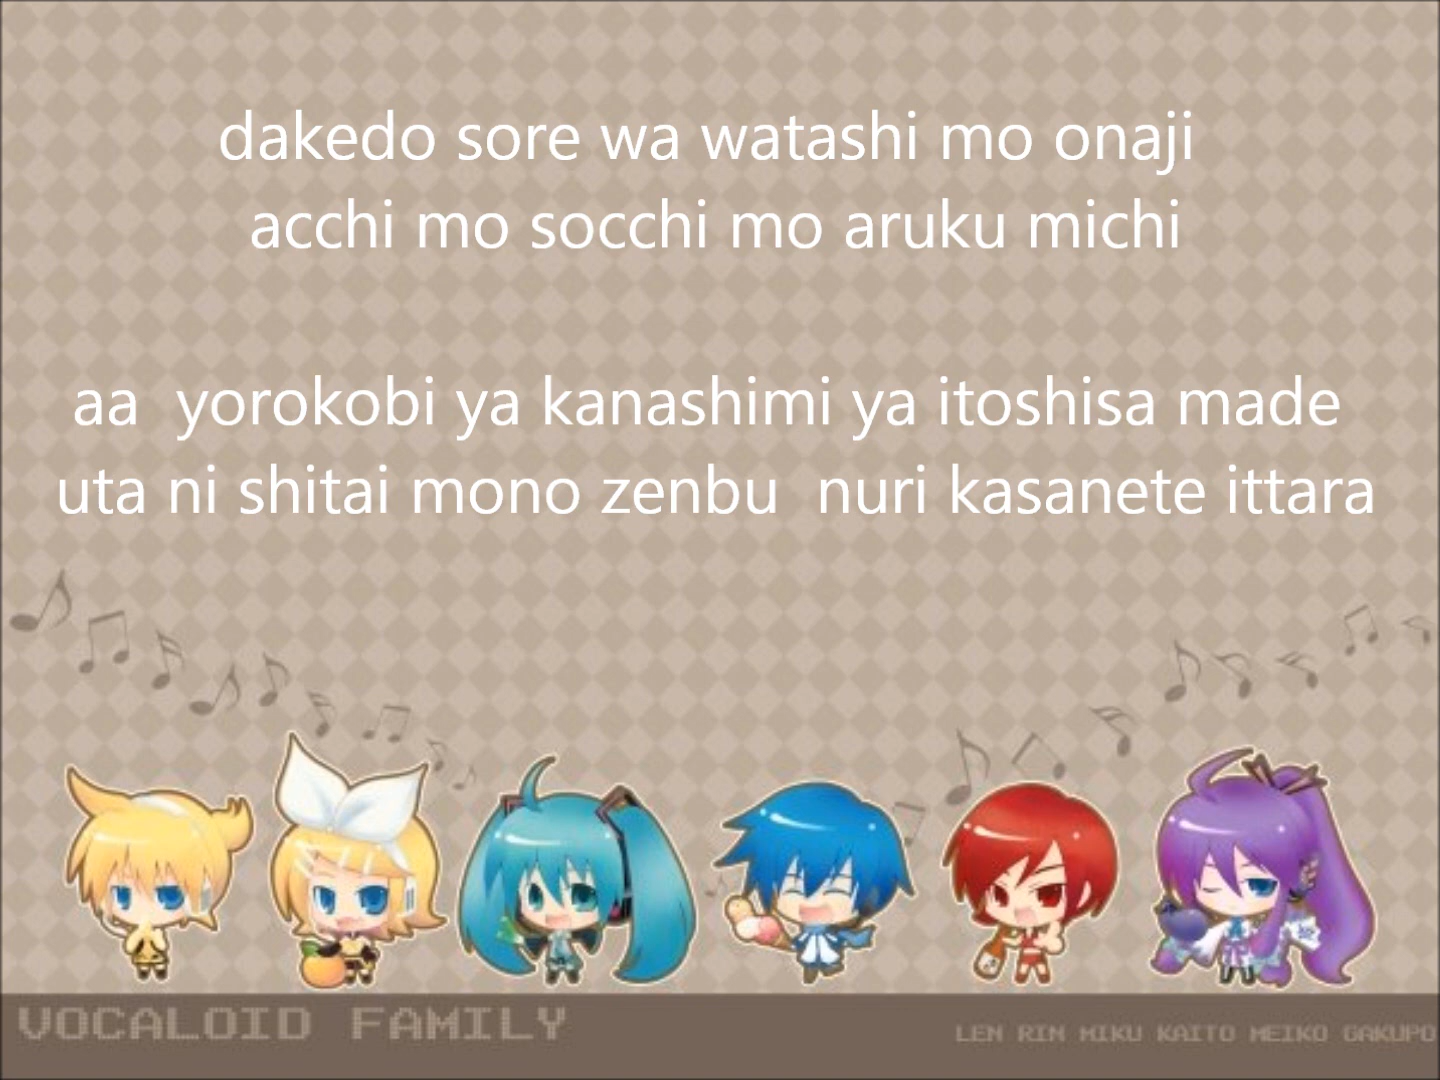 dakedo sore wa watashi mo onaji
acchi mo socchi mo aruku michi
aa yorokobi ya kanashimi ya itoshisa made
uta ni shitai mono zenbu nuri kasanete ittara
VOCALOID FAMILY
LEN RIN MIKU KAITO MEIKO GAKUPO